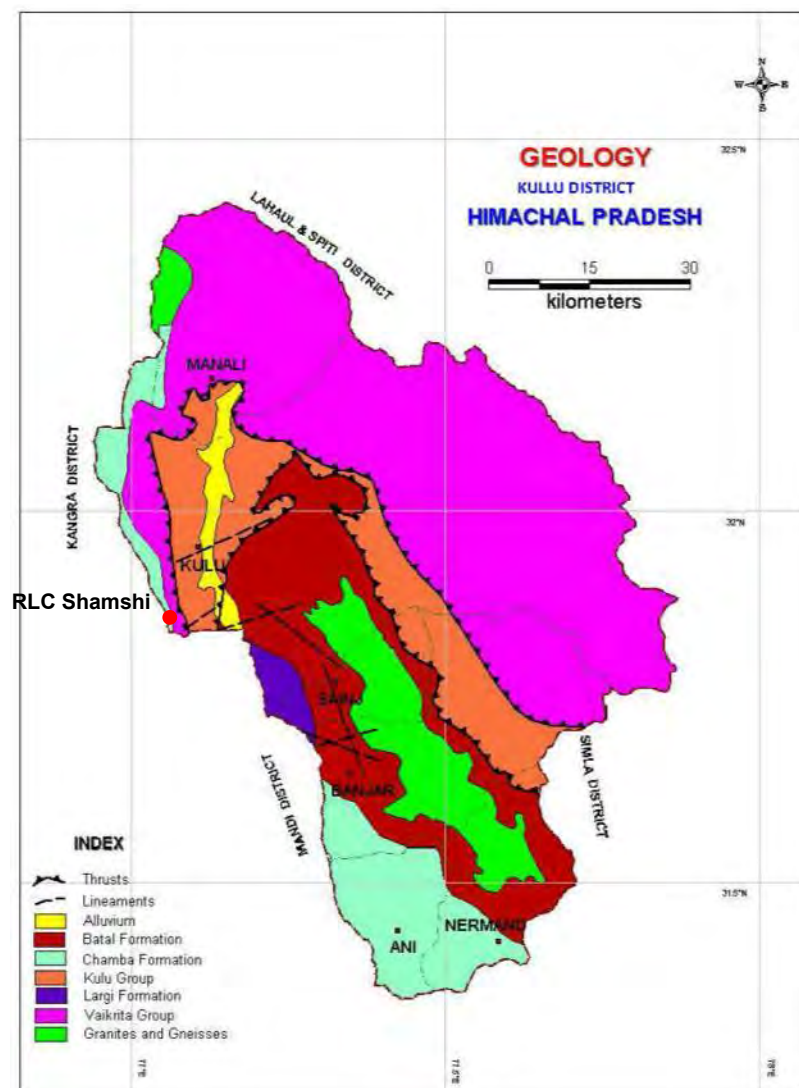 N
W E
S
32.5°N
GEOLOGY
KULLU DISTRICT
HIMACHAL PRADESH
0 15 30
kilometers
LAHAUL & SPITI DISTRICT
MANALI
KANGRA DISTRICT
32°N
KULU
RLC Shamshi
SAINJ
SIMLA DISTRICT
MANDI DISTRICT
BANJAR
INDEX
Thrusts
Lineaments
Alluvium
Batal Formation
Chamba Formation
Kulu Group
Largi Formation
Vaikrita Group
Granites and Gneisses
31.5°N
NERMAND
ANI